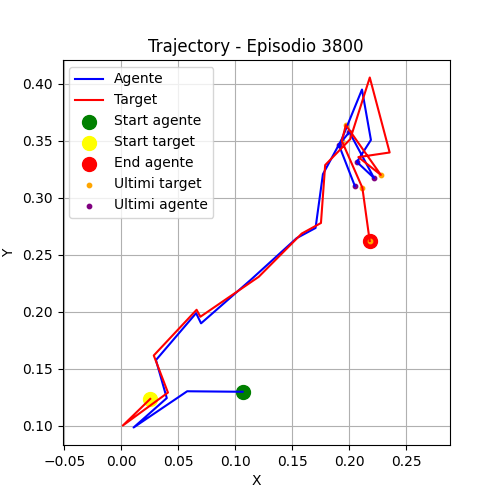 Trajectory - Episodio 3800
Agente
Target
Start agente
Start target
End agente
Ultimi target
Ultimi agente
0.40
0.35
0.30
0.25
0.20
0.15
0.10
Y
−0.05 0.00 0.05 0.10 0.15 0.20 0.25
X